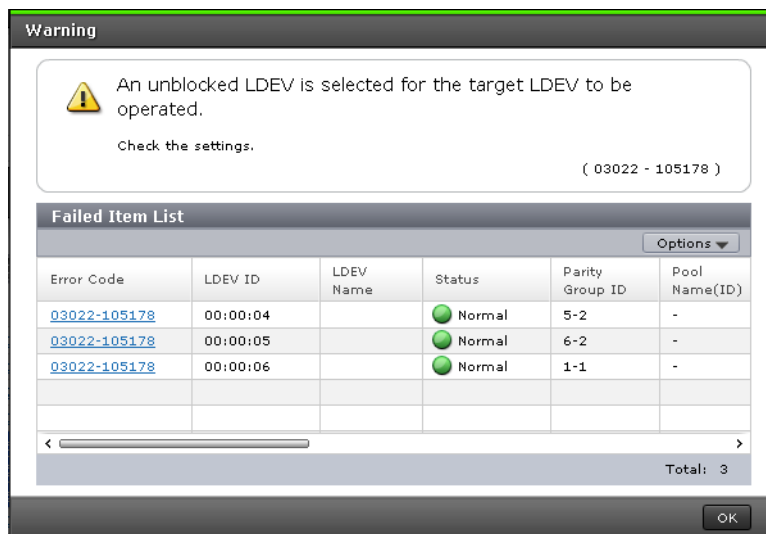 Warning
An unblocked LDEV is selected for the target LDEV to be
operated.
Check the settings.
( 03022 - 105178 )
Failed Item List
Options
Error Code LDEV ID LDEV Name Status Parity Group ID Pool Name(ID)
03022-105178 00:00:04 Normal 5-2 -
03022-105178 00:00:05 Normal 6-2 -
03022-105178 00:00:06 Normal 1-1 -
Total: 3
OK